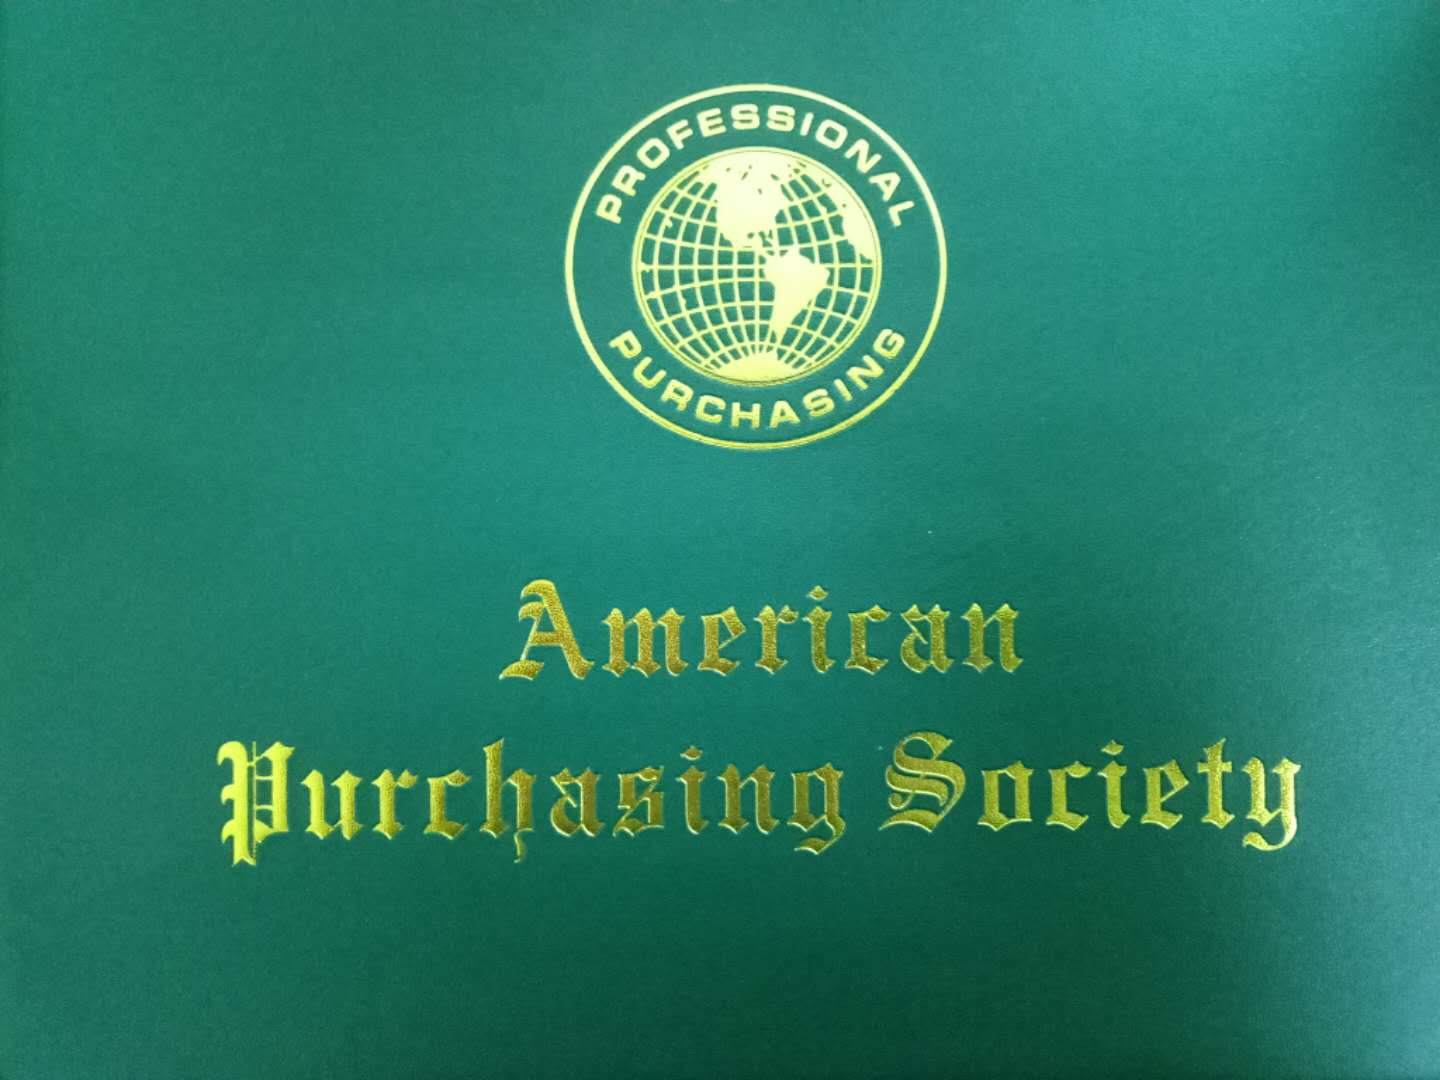 PROFESSIONAL
PURCHASING
American
Purchasing Society